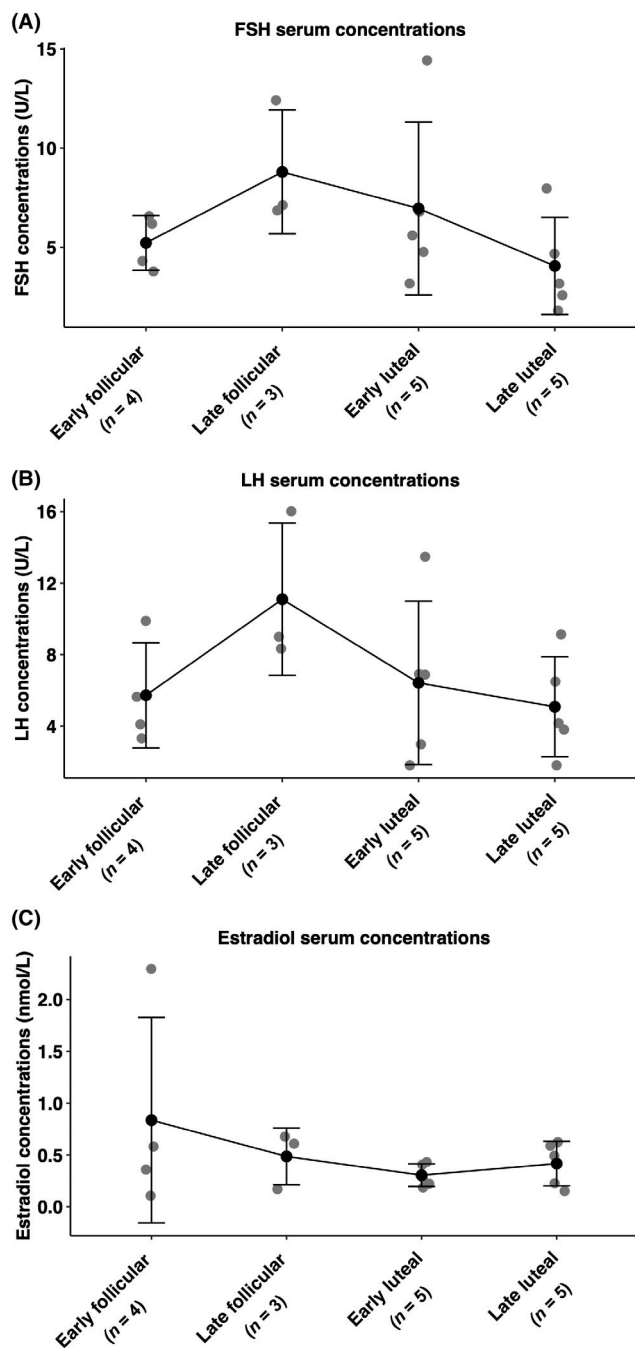 (A)
FSH serum concentrations
FSH concentrations (U/L)
15
10
5
Early follicular
(n = 4)
Late follicular
(n = 3)
Early luteal
(n = 5)
Late luteal
(n = 5)
(B)
LH serum concentrations
LH concentrations (U/L)
16
12
8
4
Early follicular
(n = 4)
Late follicular
(n = 3)
Early luteal
(n = 5)
Late luteal
(n = 5)
(C)
Estradiol serum concentrations
Estradiol concentrations (nmol/L)
2.0
1.5
1.0
0.5
0.0
Early follicular
(n = 4)
Late follicular
(n = 3)
Early luteal
(n = 5)
Late luteal
(n = 5)